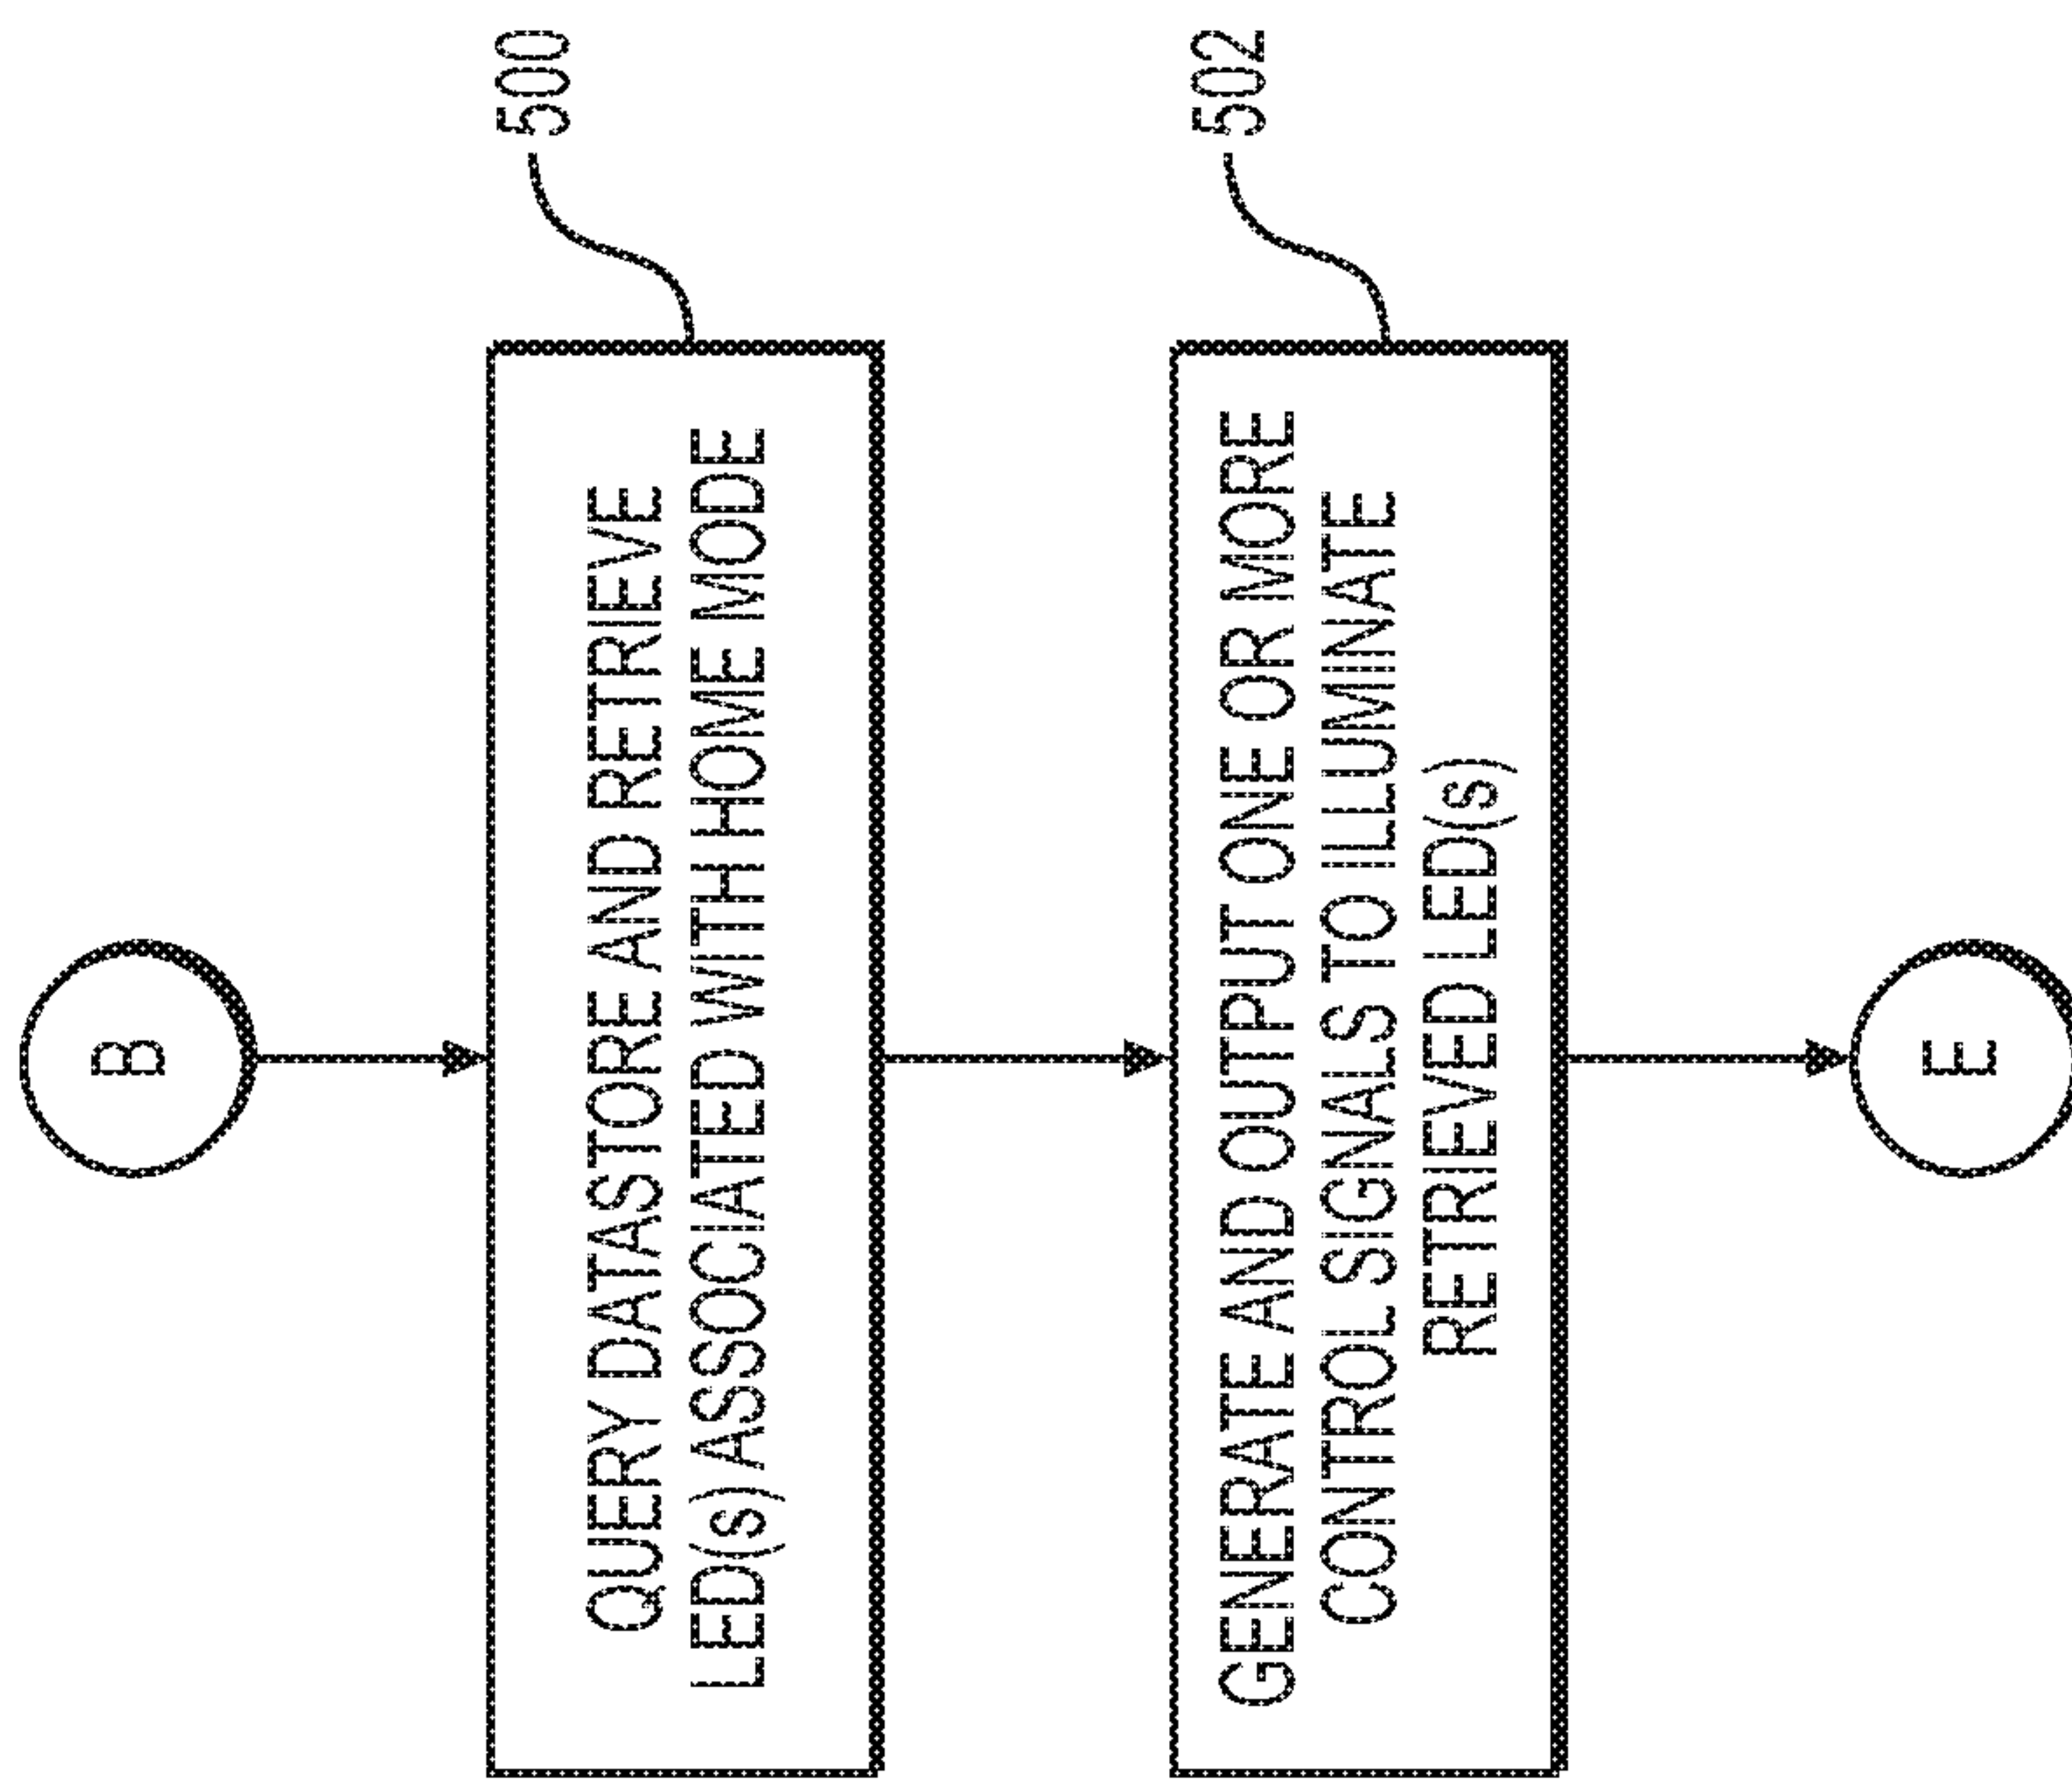 B
500
QUERY DATASTORE AND RETRIEVE
LED(s) ASSOCIATED WITH HOME MODE
502
GENERATE AND OUTPUT ONE OR MORE
CONTROL SIGNALS TO ILLUMINATE
RETRIEVED LED(s)
E